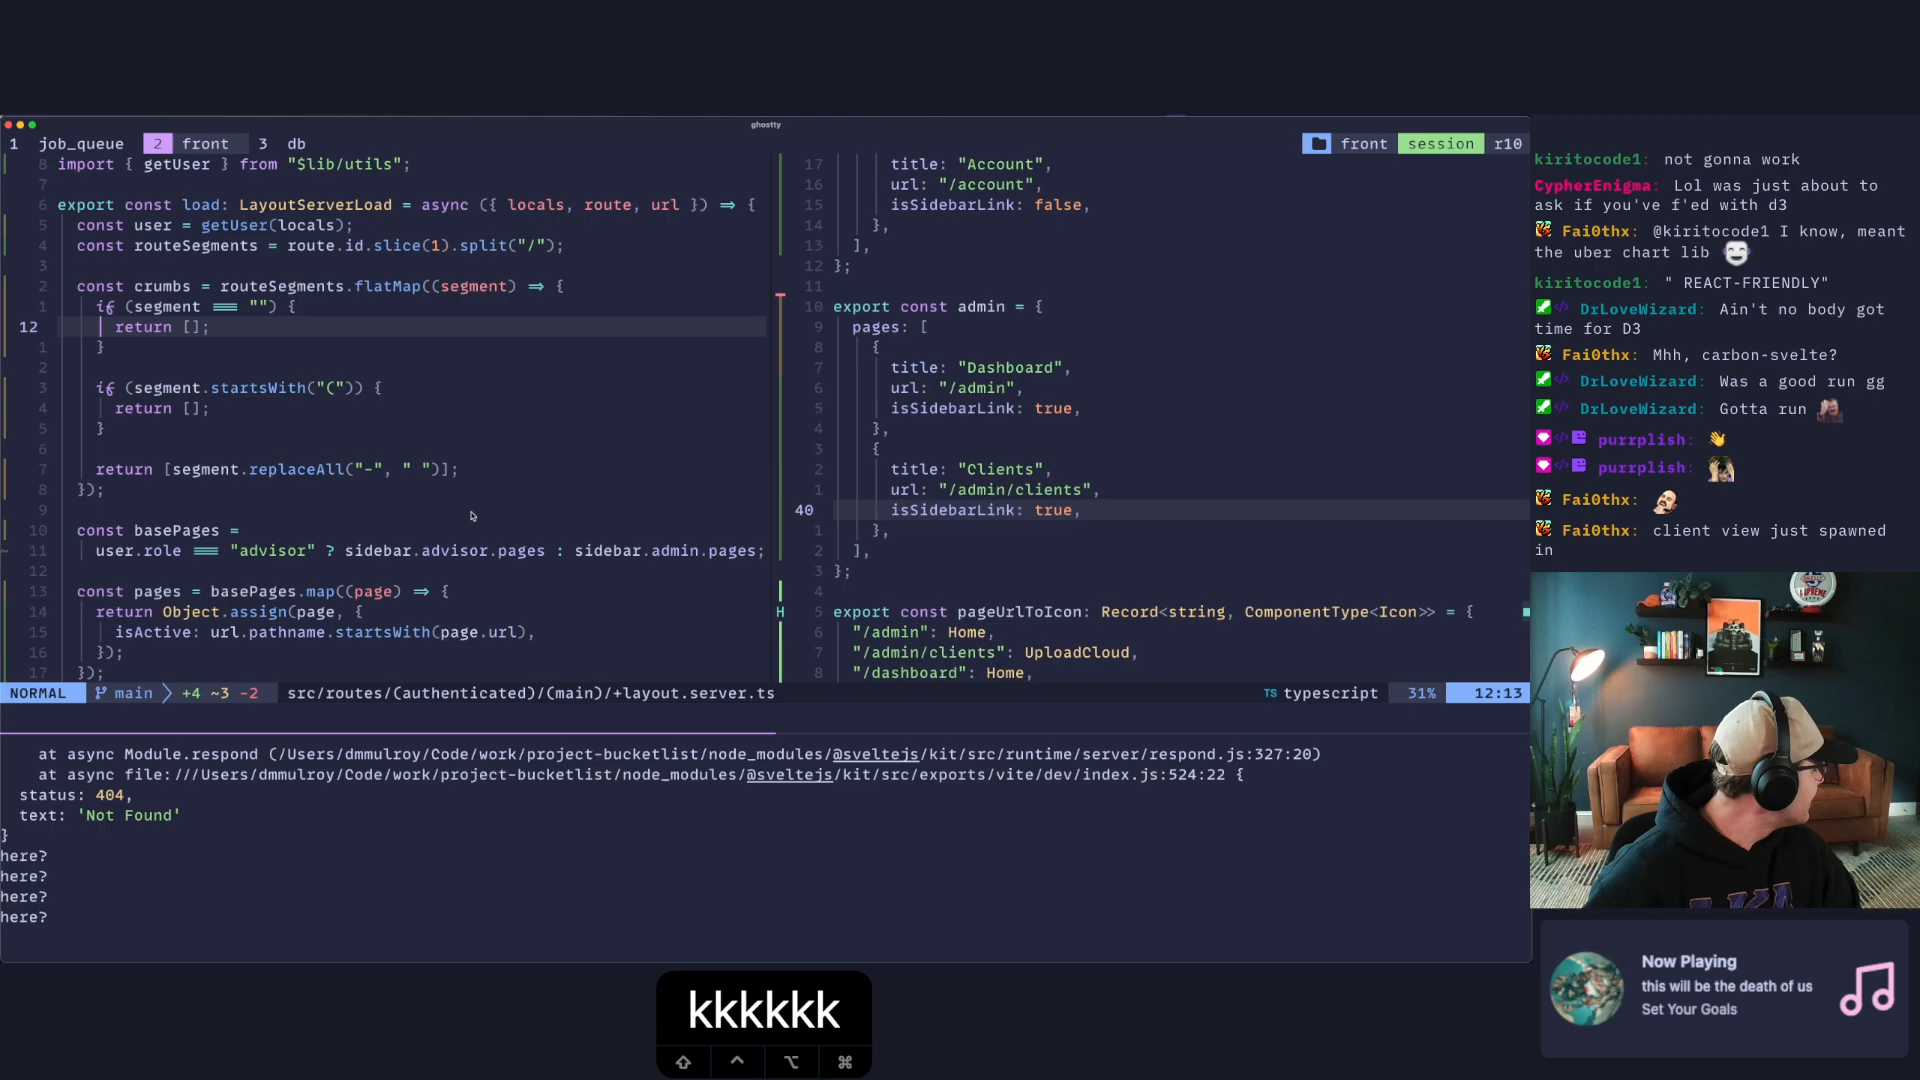 ghostty
1 job_queue 2 front 3 db
front session r10
8 import { getUser } from "$lib/utils";
7
6 export const load: LayoutServerLoad = async ({ locals, route, url }) ⇒ {
5 const user = getUser(locals);
4 const routeSegments = route.id.slice(1).split("/");
3
2 const crumbs = routeSegments.flatMap((segment) ⇒ {
1 if (segment ≡ "") {
12 return [];
1 }
2
3 if (segment.startsWith("(")) {
4 return [];
5 }
6
7 return [segment.replaceAll("-", " ")];
8 });
9
10 const basePages =
~ 11 user.role ≡ "advisor" ? sidebar.advisor.pages : sidebar.admin.pages;
12
13 const pages = basePages.map((page) ⇒ {
14 return Object.assign(page, {
15 isActive: url.pathname.startsWith(page.url),
16 });
17 });
17 title: "Account",
16 url: "/account",
15 isSidebarLink: false,
14 },
13 ],
12 };
11
10 export const admin = {
9 pages: [
8 {
7 title: "Dashboard",
6 url: "/admin",
5 isSidebarLink: true,
4 },
3 {
2 title: "Clients",
1 url: "/admin/clients",
40 isSidebarLink: true,
1 },
2 ],
3 };
4
H 5 export const pageUrlToIcon: Record<string, ComponentType<Icon>> = {
6 "/admin": Home,
7 "/admin/clients": UploadCloud,
8 "/dashboard": Home,
NORMAL main +4 ~3 -2 src/routes/(authenticated)/(main)/+layout.server.ts TS typescript 31% 12:13
at async Module.respond (/Users/dmmulroy/Code/work/project-bucketlist/node_modules/@sveltejs/kit/src/runtime/server/respond.js:327:20)
at async file:///Users/dmmulroy/Code/work/project-bucketlist/node_modules/@sveltejs/kit/src/exports/vite/dev/index.js:524:22 {
status: 404,
text: 'Not Found'
}
here?
here?
here?
here?
kkkkkk
kiritocode1: not gonna work
CypherEnigma: Lol was just about to
ask if you've f'ed with d3
Fai0thx: @kiritocode1 I know, meant
the uber chart lib
kiritocode1: " REACT-FRIENDLY"
DrLoveWizard: Ain't no body got
time for D3
Fai0thx: Mhh, carbon-svelte?
DrLoveWizard: Was a good run gg
DrLoveWizard: Gotta run
purrplish:
purrplish:
Fai0thx:
Fai0thx: client view just spawned
in
Now Playing
this will be the death of us
Set Your Goals